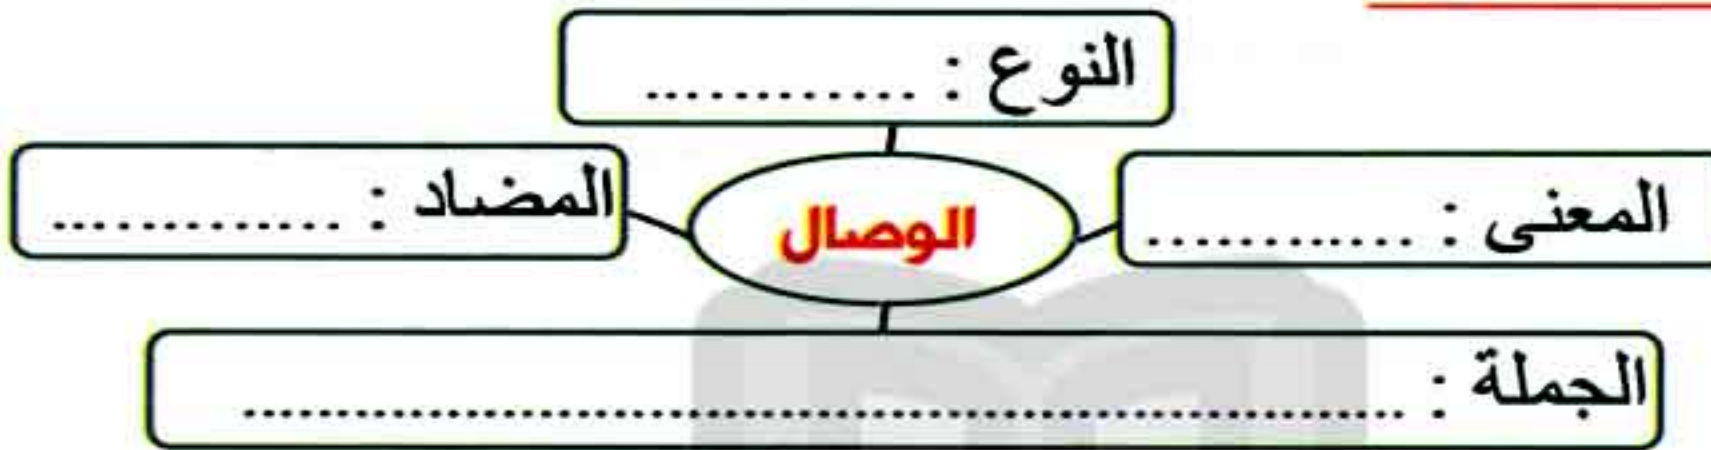 النوع : ............
المعنى : ............
الوصال
المضاد : .............
الجملة : ......................................................................